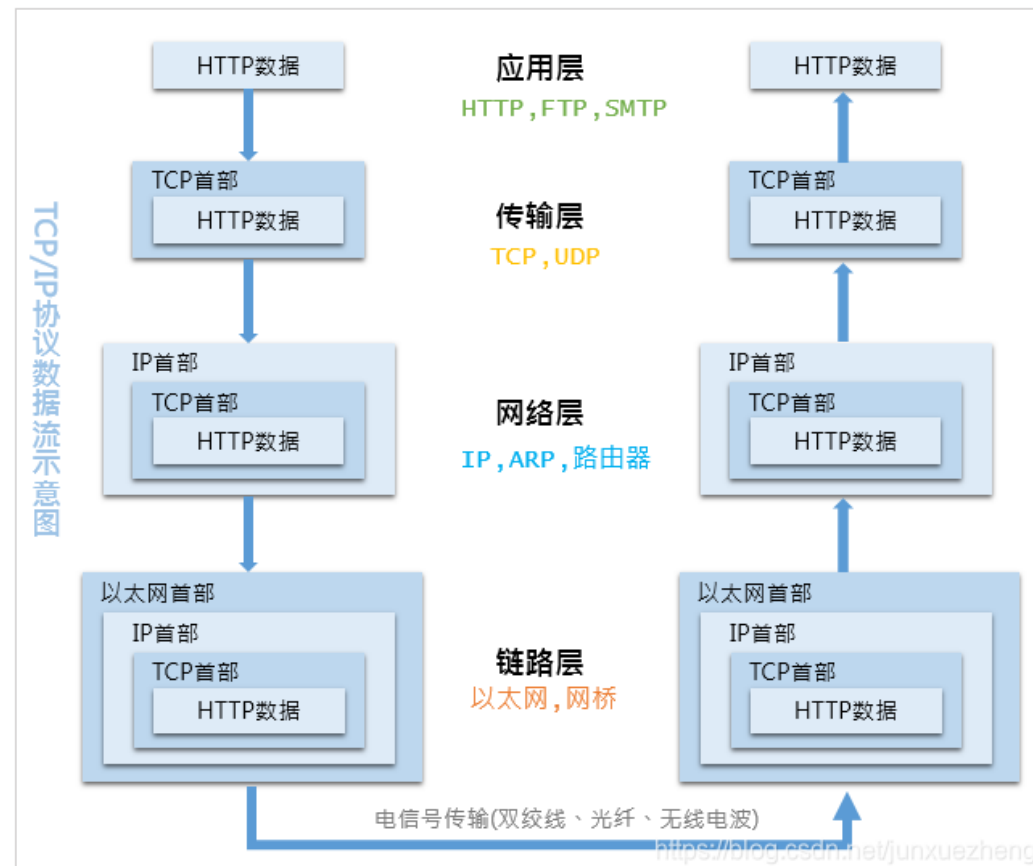 TCP/IP协议数据流示意图
HTTP数据
应用层
HTTP数据
HTTP,FTP,SMTP
TCP首部
HTTP数据
传输层
TCP,UDP
TCP首部
HTTP数据
IP首部
TCP首部
HTTP数据
网络层
IP,ARP,路由器
IP首部
TCP首部
HTTP数据
以太网首部
IP首部
TCP首部
HTTP数据
链路层
以太网,网桥
以太网首部
IP首部
TCP首部
HTTP数据
电信号传输(双绞线、光纤、无线电波)
https://blog.csdn.net/junxuezheng